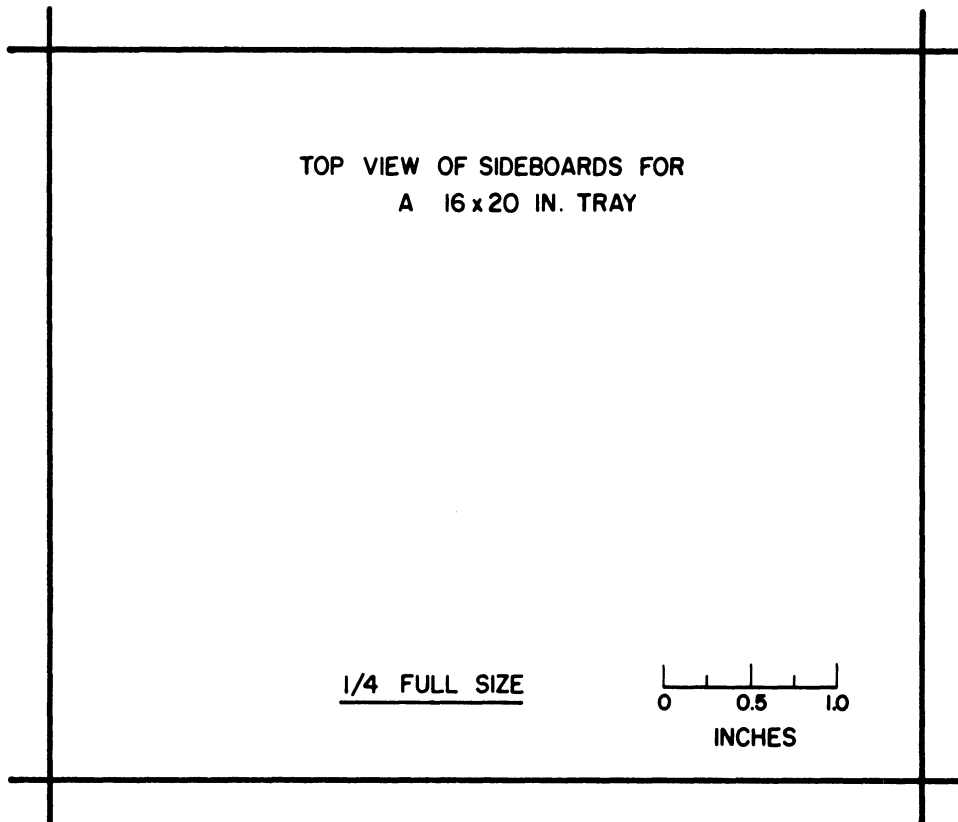 TOP VIEW OF SIDEBOARDS FOR
A 16 x 20 IN. TRAY
1/4 FULL SIZE
0 0.5 1.0
INCHES